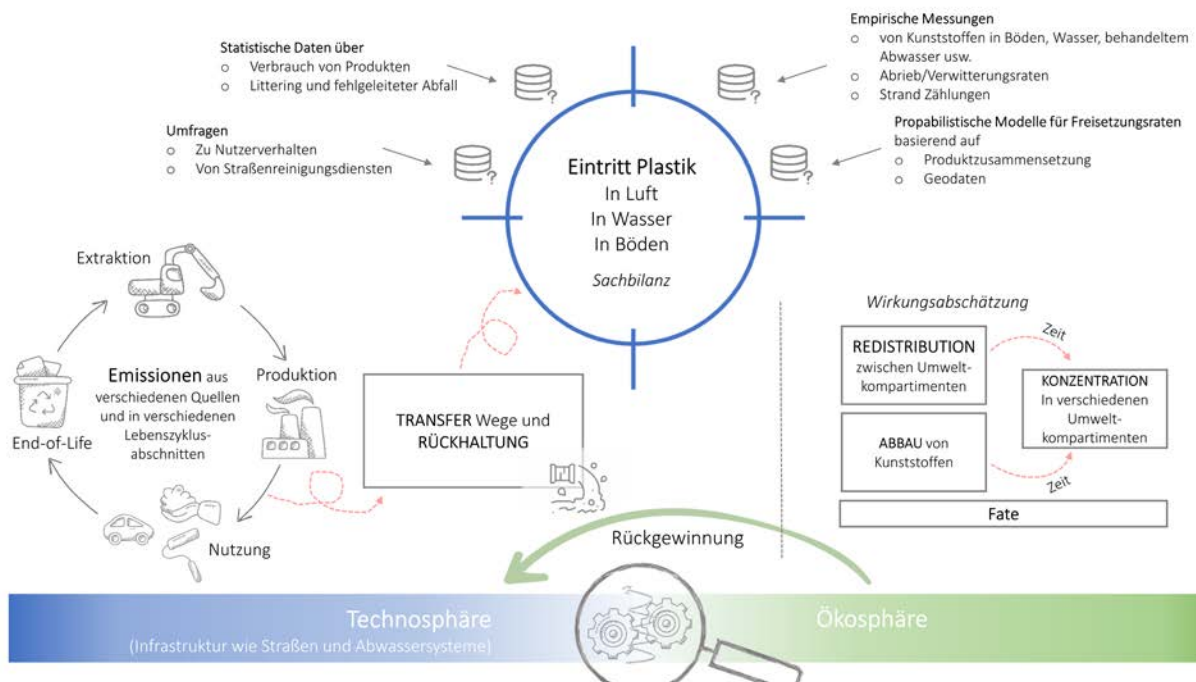 Statistische Daten über
o Verbrauch von Produkten
o Littering und fehlgeleiteter Abfall
?
Umfragen
o Zu Nutzerverhalten
o Von Straßenreinigungsdiensten
?
Empirische Messungen
o von Kunststoffen in Böden, Wasser, behandeltem
Abwasser usw.
o Abrieb/Verwitterungsraten
o Strand Zählungen
?
Propabilistische Modelle für Freisetzungsraten
basierend auf
o Produktzusammensetzung
o Geodaten
?
Eintritt Plastik
In Luft
In Wasser
In Böden
Sachbilanz
Extraktion
Produktion
Nutzung
End-of-Life
Emissionen aus
verschiedenen Quellen
und in verschiedenen
Lebenszyklus-
abschnitten
TRANSFER Wege und
RÜCKHALTUNG
Wirkungsabschätzung
REDISTRIBUTION
zwischen Umwelt-
kompartimenten
Zeit
KONZENTRATION
In verschiedenen
Umwelt-
kompartimenten
ABBAU von
Kunststoffen
Zeit
Fate
Rückgewinnung
Technosphäre
(Infrastruktur wie Straßen und Abwassersysteme)
Ökosphäre